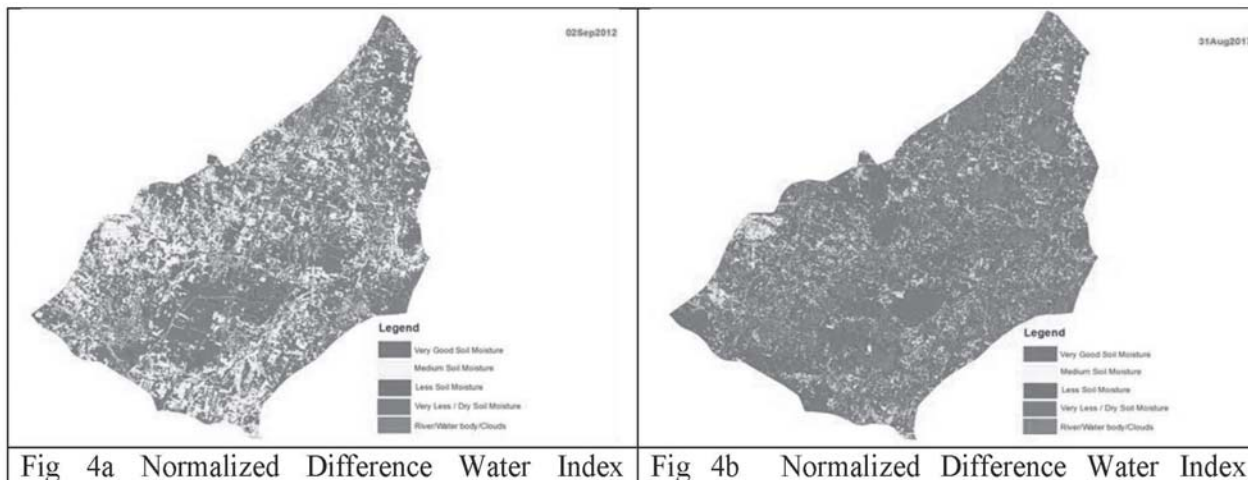 02Sep2012
Legend
Very Good Soil Moisture
Medium Soil Moisture
Less Soil Moisture
Very Less / Dry Soil Moisture
River/Water body/Clouds
Fig 4a Normalized Difference Water Index
31Aug2017
Legend
Very Good Soil Moisture
Medium Soil Moisture
Less Soil Moisture
Very Less / Dry Soil Moisture
River/Water body/Clouds
Fig 4b Normalized Difference Water Index